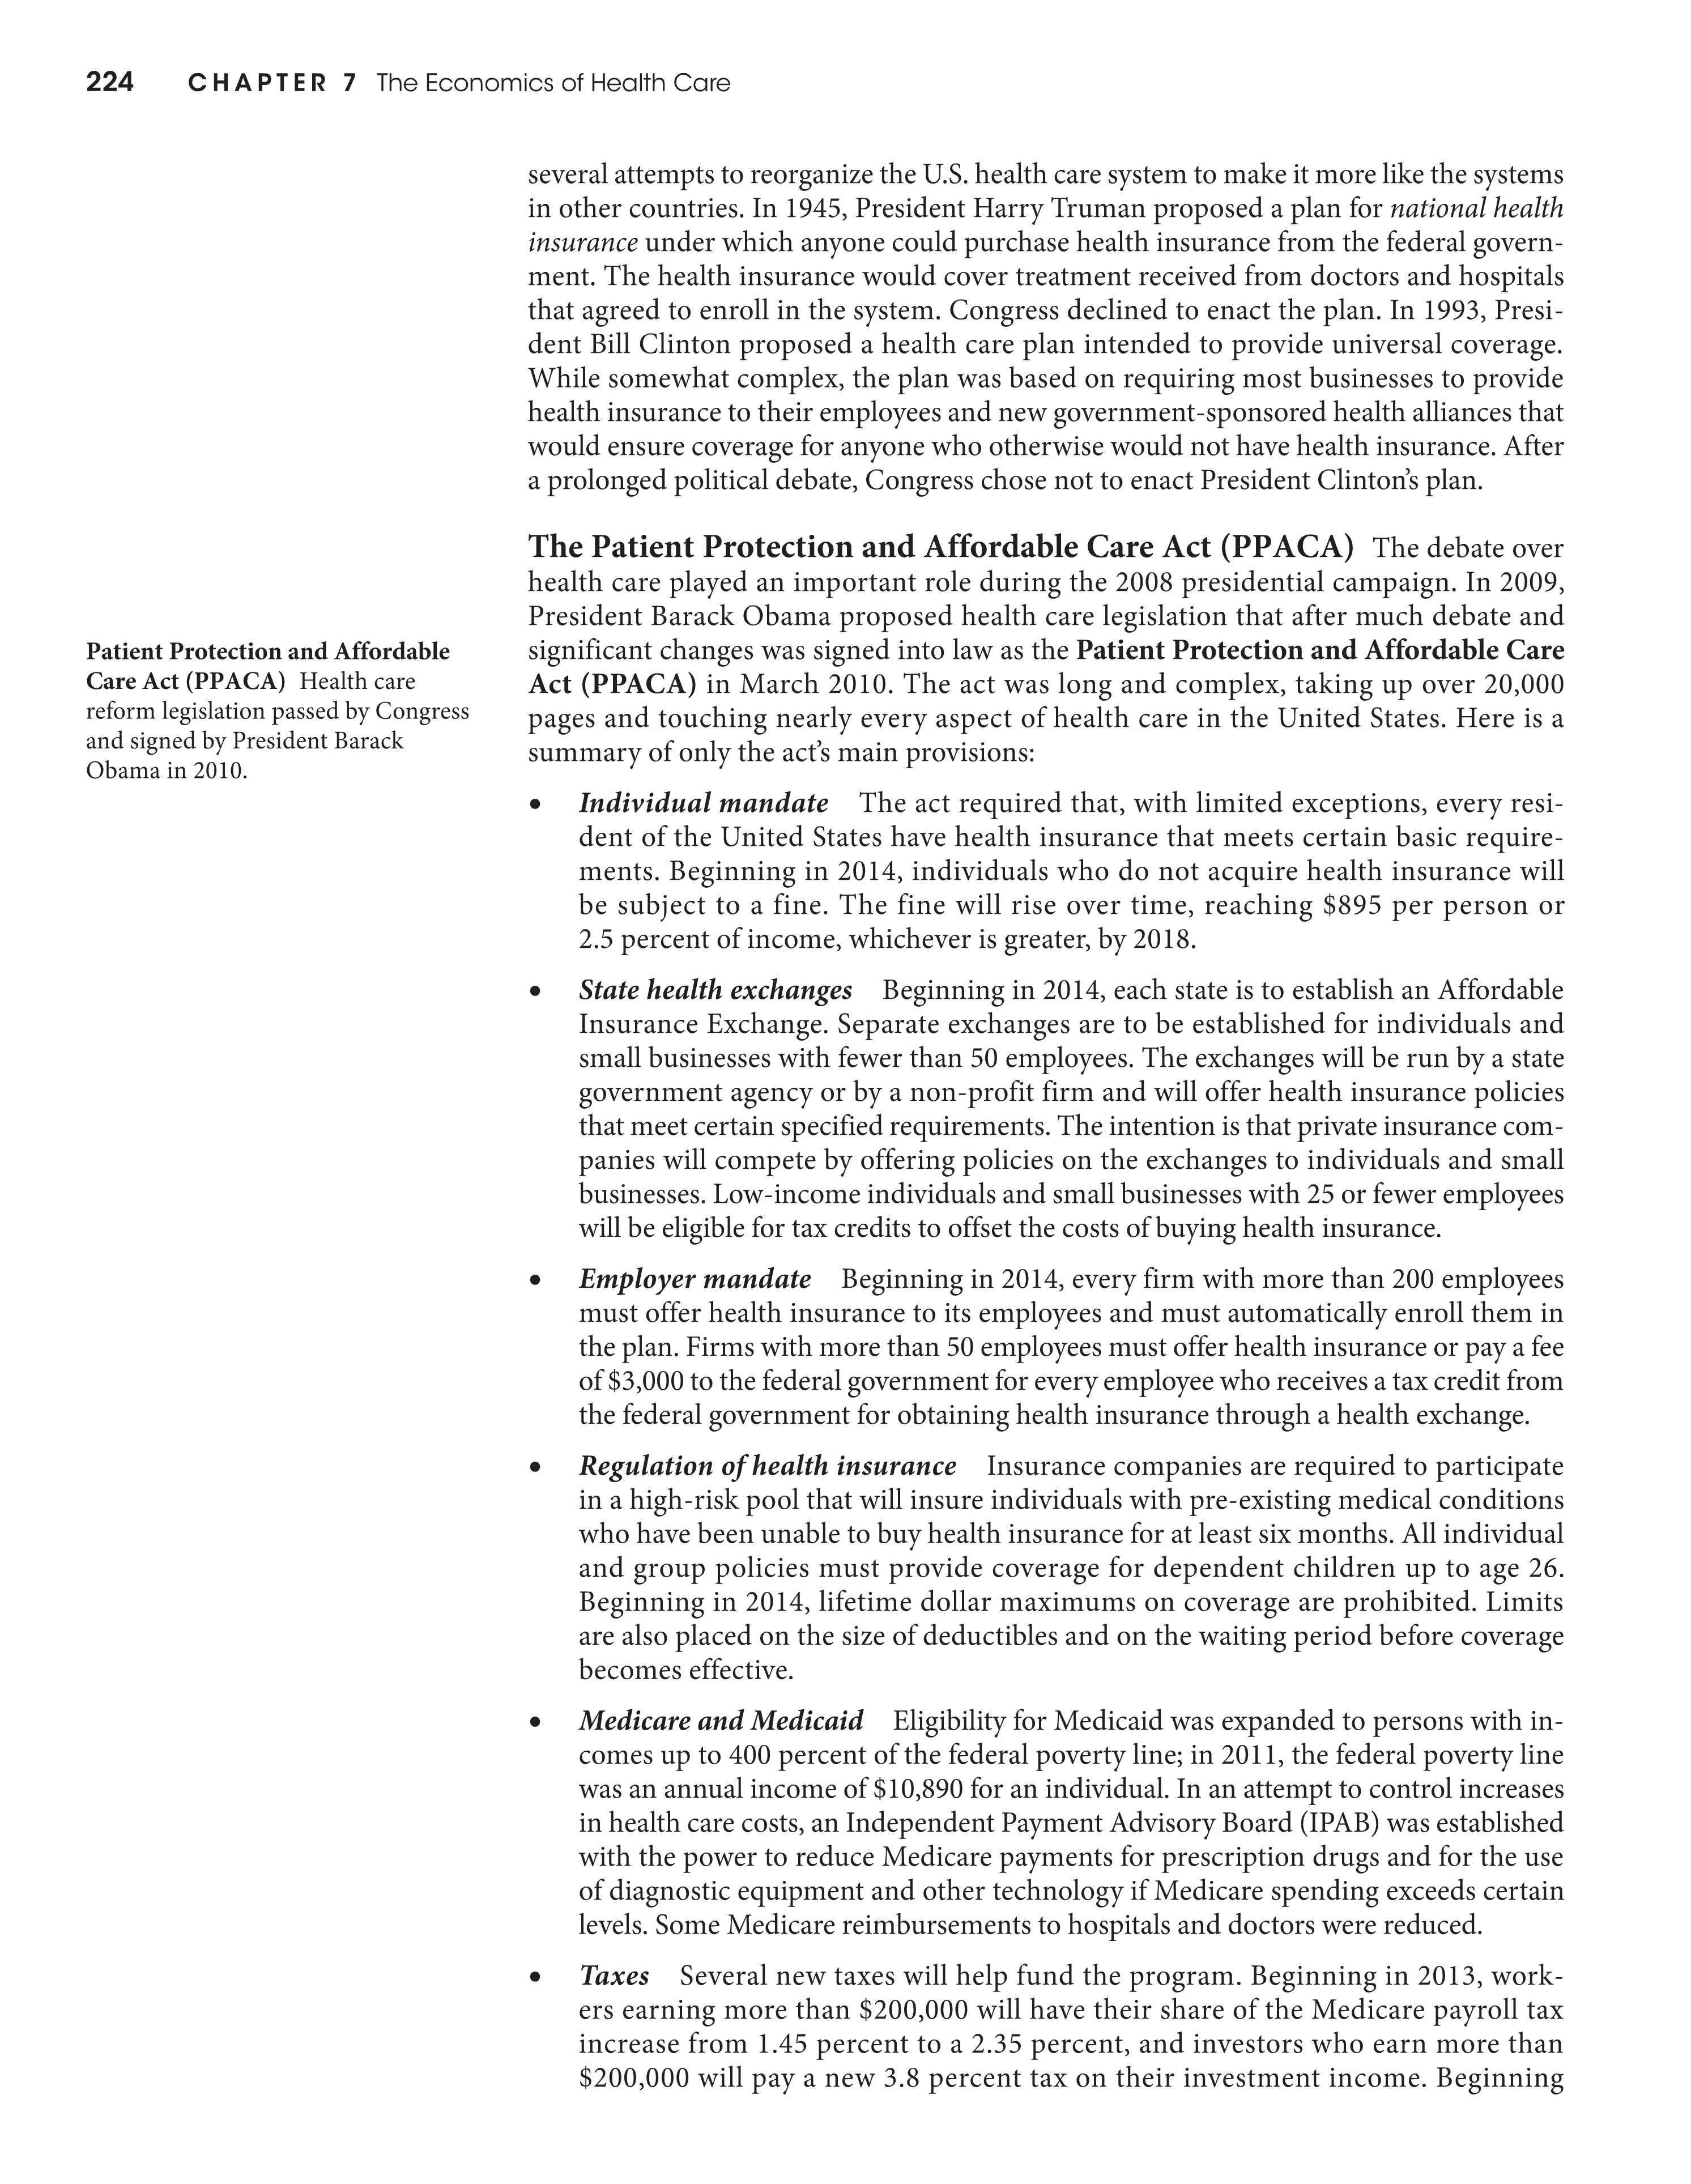 224 CHAPTER 7 The Economics of Health Care
several attempts to reorganize the U.S. health care system to make it more like the systems
in other countries. In 1945, President Harry Truman proposed a plan for national health
insurance under which anyone could purchase health insurance from the federal govern-
ment. The health insurance would cover treatment received from doctors and hospitals
that agreed to enroll in the system. Congress declined to enact the plan. In 1993, Presi-
dent Bill Clinton proposed a health care plan intended to provide universal coverage.
While somewhat complex, the plan was based on requiring most businesses to provide
health insurance to their employees and new government-sponsored health alliances that
would ensure coverage for anyone who otherwise would not have health insurance. After
a prolonged political debate, Congress chose not to enact President Clinton's plan.
The Patient Protection and Affordable Care Act (PPACA) The debate over
health care played an important role during the 2008 presidential campaign. In 2009,
President Barack Obama proposed health care legislation that after much debate and
significant changes was signed into law as the Patient Protection and Affordable Care
Act (PPACA) in March 2010. The act was long and complex, taking up over 20,000
pages and touching nearly every aspect of health care in the United States. Here is a
summary of only the act's main provisions:
Patient Protection and Affordable
Care Act (PPACA) Health care
reform legislation passed by Congress
and signed by President Barack
Obama in 2010.
• Individual mandate The act required that, with limited exceptions, every resi-
dent of the United States have health insurance that meets certain basic require-
ments. Beginning in 2014, individuals who do not acquire health insurance will
be subject to a fine. The fine will rise over time, reaching $895 per person or
2.5 percent of income, whichever is greater, by 2018.
• State health exchanges Beginning in 2014, each state is to establish an Affordable
Insurance Exchange. Separate exchanges are to be established for individuals and
small businesses with fewer than 50 employees. The exchanges will be run by a state
government agency or by a non-profit firm and will offer health insurance policies
that meet certain specified requirements. The intention is that private insurance com-
panies will compete by offering policies on the exchanges to individuals and small
businesses. Low-income individuals and small businesses with 25 or fewer employees
will be eligible for tax credits to offset the costs of buying health insurance.
• Employer mandate Beginning in 2014, every firm with more than 200 employees
must offer health insurance to its employees and must automatically enroll them in
the plan. Firms with more than 50 employees must offer health insurance or pay a fee
of $3,000 to the federal government for every employee who receives a tax credit from
the federal government for obtaining health insurance through a health exchange.
• Regulation of health insurance Insurance companies are required to participate
in a high-risk pool that will insure individuals with pre-existing medical conditions
who have been unable to buy health insurance for at least six months. All individual
and group policies must provide coverage for dependent children up to age 26.
Beginning in 2014, lifetime dollar maximums on coverage are prohibited. Limits
are also placed on the size of deductibles and on the waiting period before coverage
becomes effective.
• Medicare and Medicaid Eligibility for Medicaid was expanded to persons with in-
comes up to 400 percent of the federal poverty line; in 2011, the federal poverty line
was an annual income of $10,890 for an individual. In an attempt to control increases
in health care costs, an Independent Payment Advisory Board (IPAB) was established
with the power to reduce Medicare payments for prescription drugs and for the use
of diagnostic equipment and other technology if Medicare spending exceeds certain
levels. Some Medicare reimbursements to hospitals and doctors were reduced.
• Taxes Several new taxes will help fund the program. Beginning in 2013, work-
ers earning more than $200,000 will have their share of the Medicare payroll tax
increase from 1.45 percent to a 2.35 percent, and investors who earn more than
$200,000 will pay a new 3.8 percent tax on their investment income. Beginning